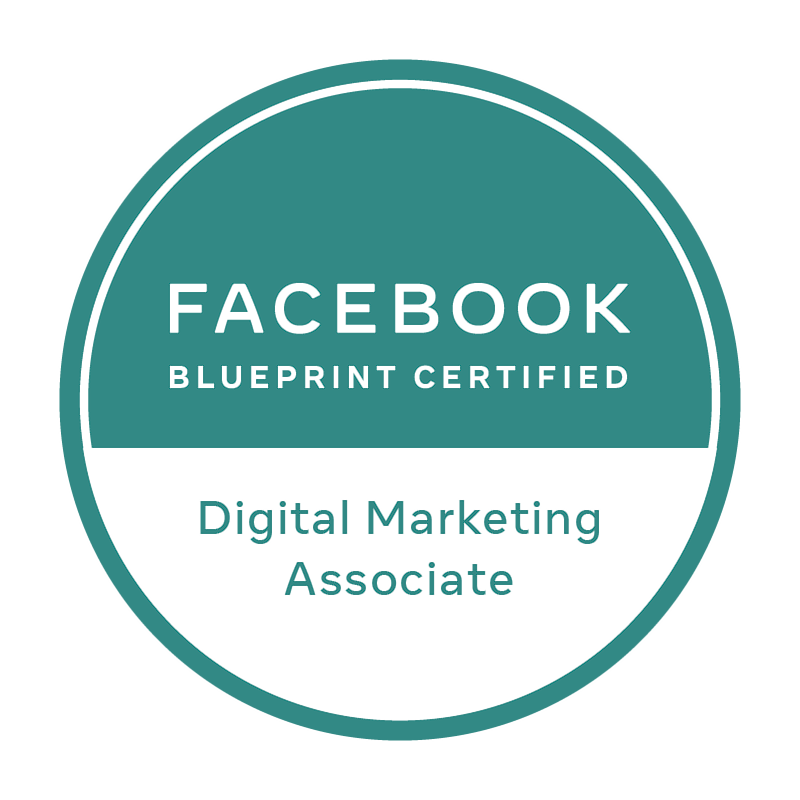 FACEBOOK
BLUEPRINT CERTIFIED
Digital Marketing
Associate